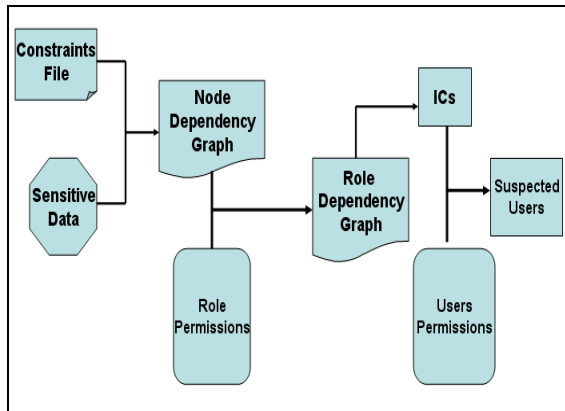 Constraints
File
Node
Dependency
Graph
ICs
Sensitive
Data
Role
Dependency
Graph
Suspected
Users
Role
Permissions
Users
Permissions